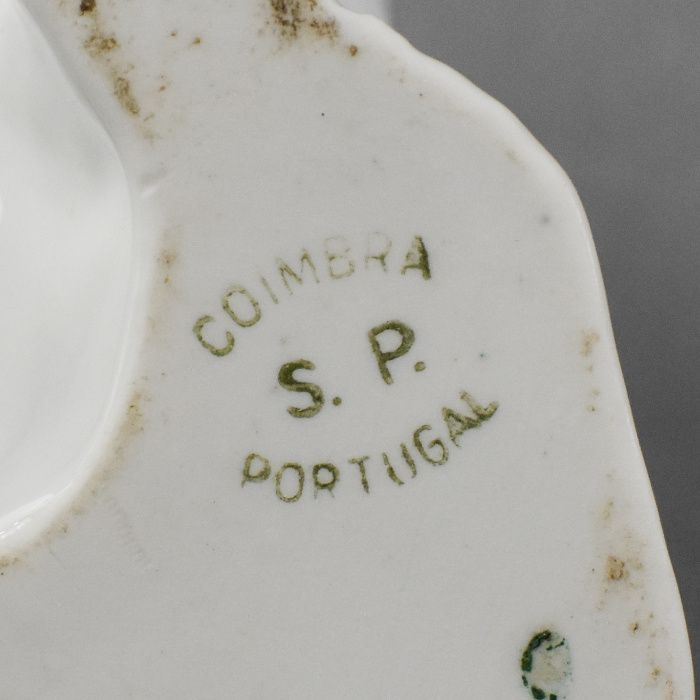 COIMBRA
S. P.
PORTUGAL